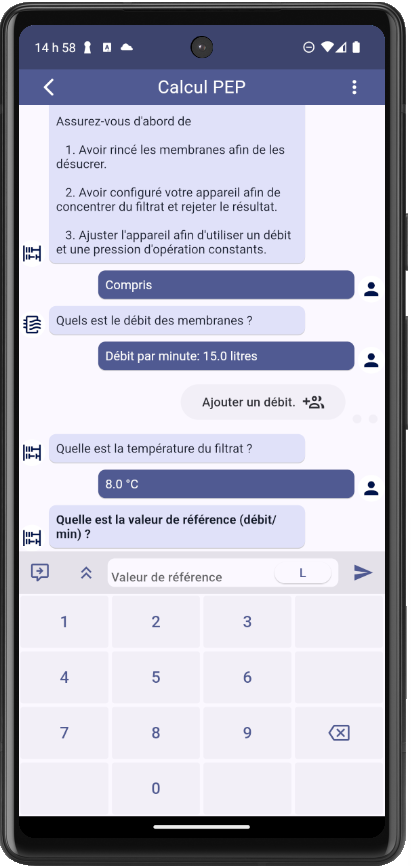 14 h 58
Calcul PEP
Assurez-vous d'abord de
1. Avoir rincé les membranes afin de les
désucrer.
2. Avoir configuré votre appareil afin de
concentrer du filtrat et rejeter le résultat.
3. Ajuster l'appareil afin d'utiliser un débit
et une pression d'opération constants.
Compris
Quels est le débit des membranes ?
Débit par minute: 15.0 litres
Ajouter un débit.
Quelle est la température du filtrat ?
8.0 °C
Quelle est la valeur de référence (débit/
min) ?
Valeur de référence L
1 2 3
4 5 6
7 8 9
0